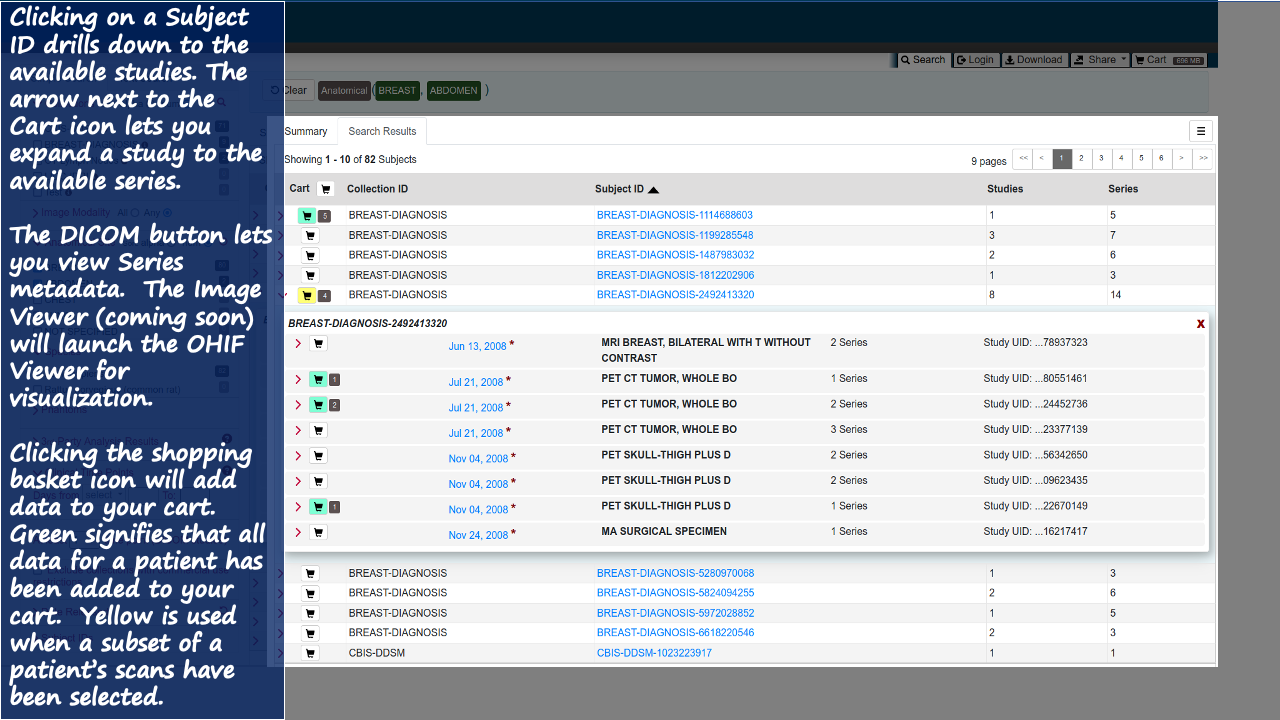 Clicking on a Subject
ID drills down to the
available studies. The
arrow next to the
Cart icon lets you
expand a study to the
available series.
The DICOM button lets
you view Series
metadata.  The Image
Viewer (coming soon)
will launch the OHIF
Viewer for
visualization.
Clicking the shopping
basket icon will add
data to your cart.
Green signifies that all
data for a patient has
been added to your
cart.  Yellow is used
when a subset of a
patient's scans have
been selected.
Search Login Download Share Cart 696 MB
Clear Anatomical ( BREAST , ABDOMEN )
Summary Search Results
Showing 1 - 10 of 82 Subjects 9 pages << < 1 2 3 4 5 6 > >>
Cart Collection ID Subject ID Studies Series
5 BREAST-DIAGNOSIS BREAST-DIAGNOSIS-1114688603 1 5
BREAST-DIAGNOSIS BREAST-DIAGNOSIS-1199285548 3 7
BREAST-DIAGNOSIS BREAST-DIAGNOSIS-1487983032 2 6
BREAST-DIAGNOSIS BREAST-DIAGNOSIS-1812202906 1 3
4 BREAST-DIAGNOSIS BREAST-DIAGNOSIS-2492413320 8 14
BREAST-DIAGNOSIS-2492413320 X
Jun 13, 2008 * MRI BREAST, BILATERAL WITH T WITHOUT 2 Series Study UID: ...78937323
CONTRAST
1 Jul 21, 2008 * PET CT TUMOR, WHOLE BO 1 Series Study UID: ...80551461
2 Jul 21, 2008 * PET CT TUMOR, WHOLE BO 2 Series Study UID: ...24452736
Jul 21, 2008 * PET CT TUMOR, WHOLE BO 3 Series Study UID: ...23377139
Nov 04, 2008 * PET SKULL-THIGH PLUS D 2 Series Study UID: ...56342650
Nov 04, 2008 * PET SKULL-THIGH PLUS D 2 Series Study UID: ...09623435
1 Nov 04, 2008 * PET SKULL-THIGH PLUS D 1 Series Study UID: ...22670149
Nov 24, 2008 * MA SURGICAL SPECIMEN 1 Series Study UID: ...16217417
BREAST-DIAGNOSIS BREAST-DIAGNOSIS-5280970068 1 3
BREAST-DIAGNOSIS BREAST-DIAGNOSIS-5824094255 2 6
BREAST-DIAGNOSIS BREAST-DIAGNOSIS-5972028852 1 5
BREAST-DIAGNOSIS BREAST-DIAGNOSIS-6618220546 2 3
CBIS-DDSM CBIS-DDSM-1023223917 1 1